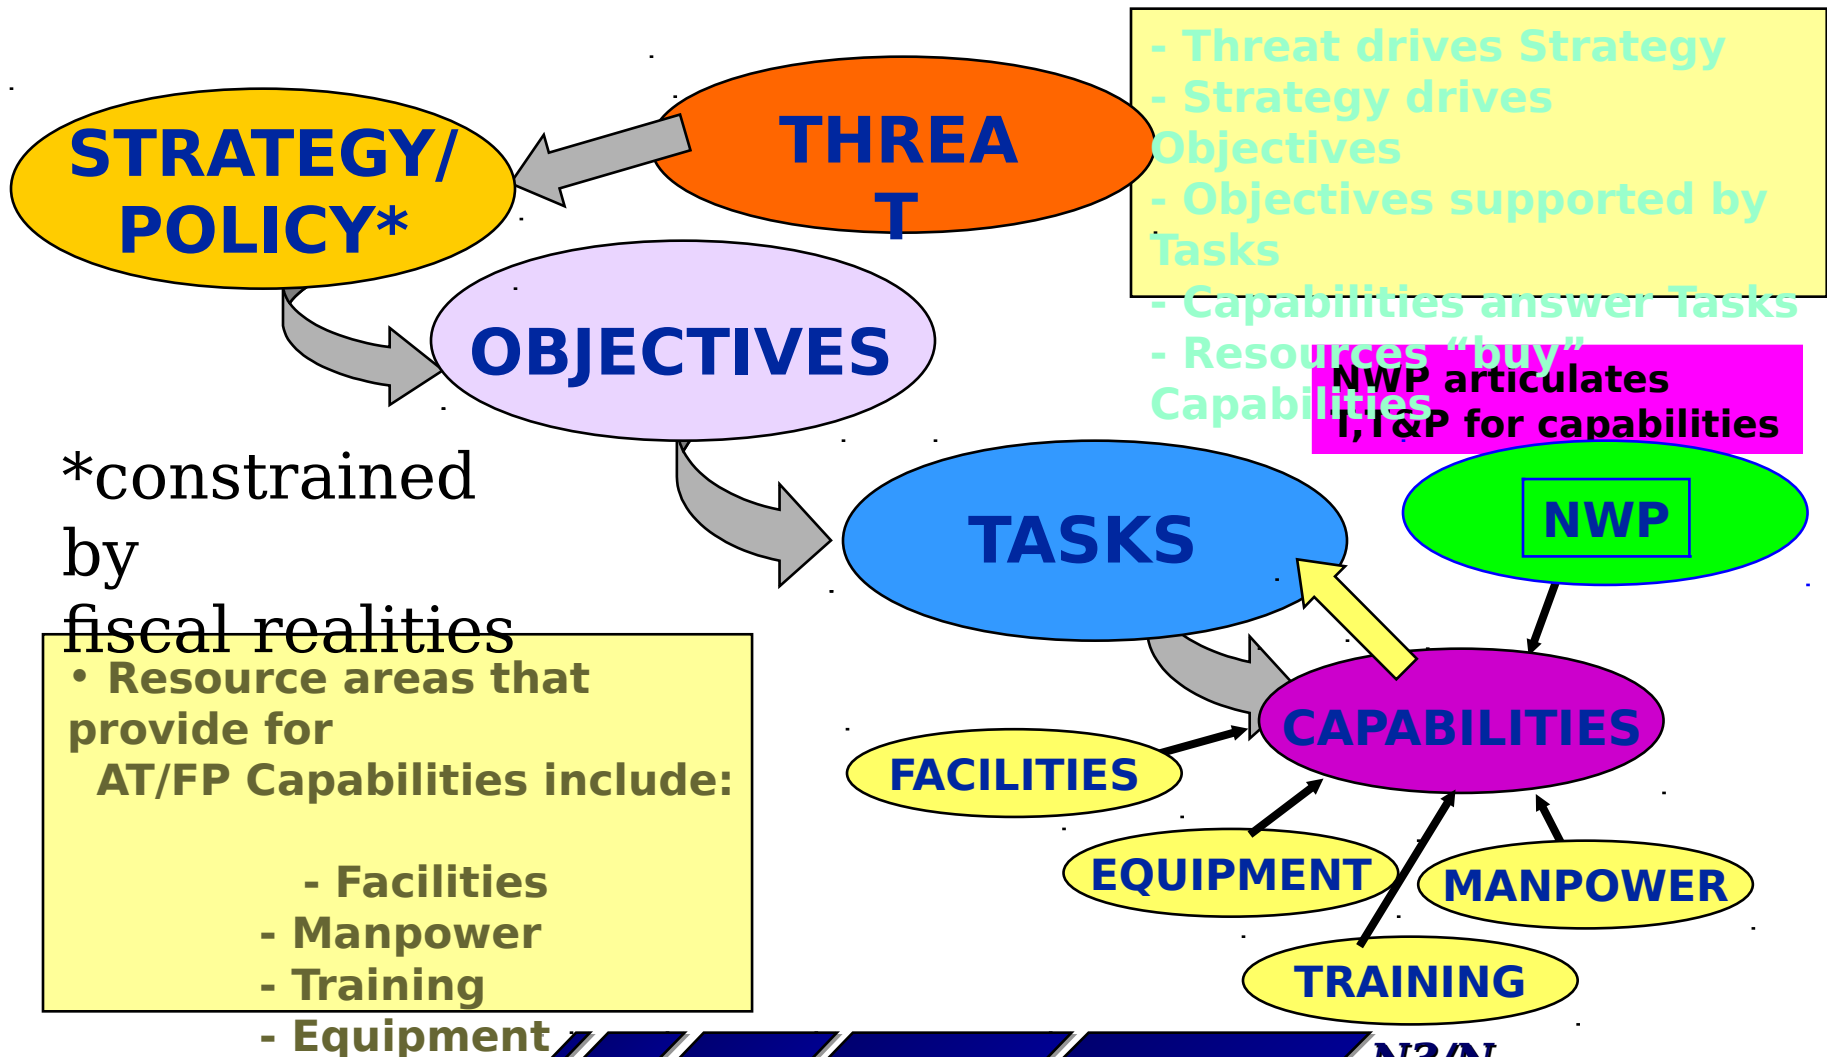 - Threat drives Strategy
- Strategy drives
Objectives
- Objectives supported by
Tasks
- Capabilities answer Tasks
- Resources “buy”
Capabilities
THREA
T
STRATEGY/
POLICY*
OBJECTIVES
NWP articulates
T,T&P for capabilities
*constrained
by
fiscal realities
TASKS
NWP
• Resource areas that
provide for
AT/FP Capabilities include:
- Facilities
- Manpower
- Training
- Equipment
CAPABILITIES
FACILITIES
EQUIPMENT
MANPOWER
TRAINING
N3/N